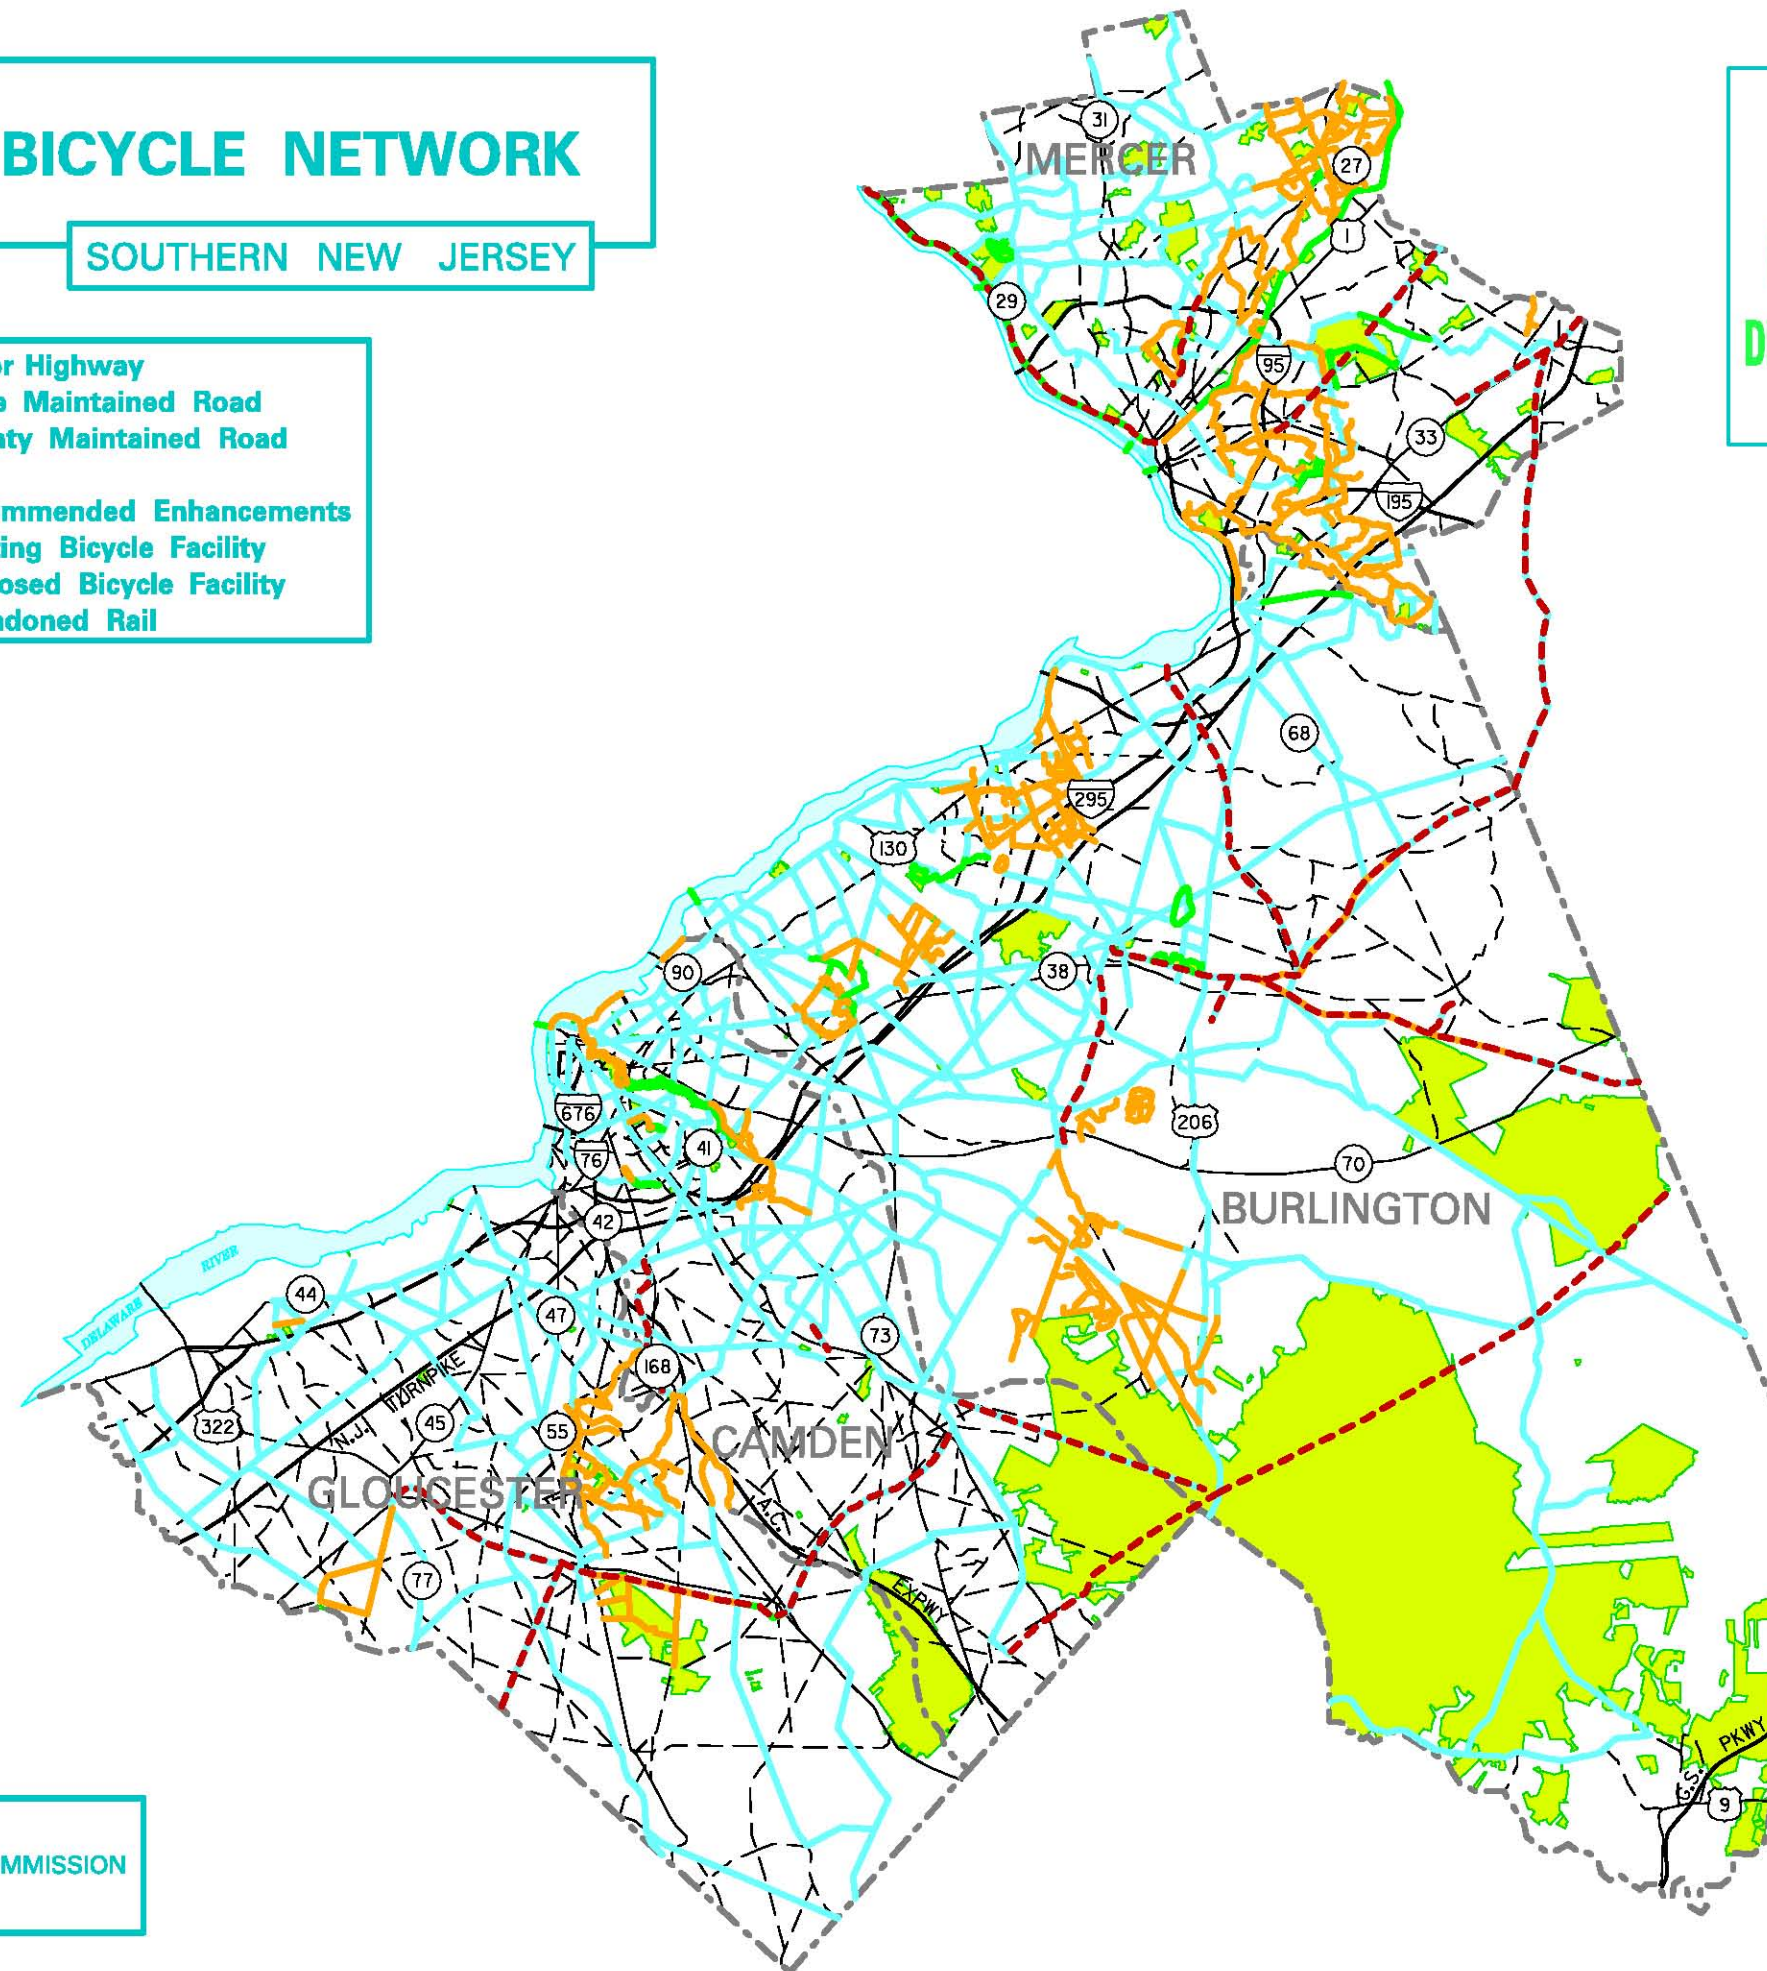 BICYCLE NETWORK
SOUTHERN NEW JERSEY
or Highway
e Maintained Road
nty Maintained Road
mmended Enhancements
ting Bicycle Facility
osed Bicycle Facility
ndoned Rail
D
31
MERCER
27
1
29
95
33
195
68
295
130
90
38
676
41
76
206
70
42
BURLINGTON
RIVER
44
DELAWARE
47
73
168
N.J. TURNPIKE
322
45
55
CAMDEN
GLOUCESTER
A.C.
EXPWY
77
G.S. PKWY
9
MMISSION